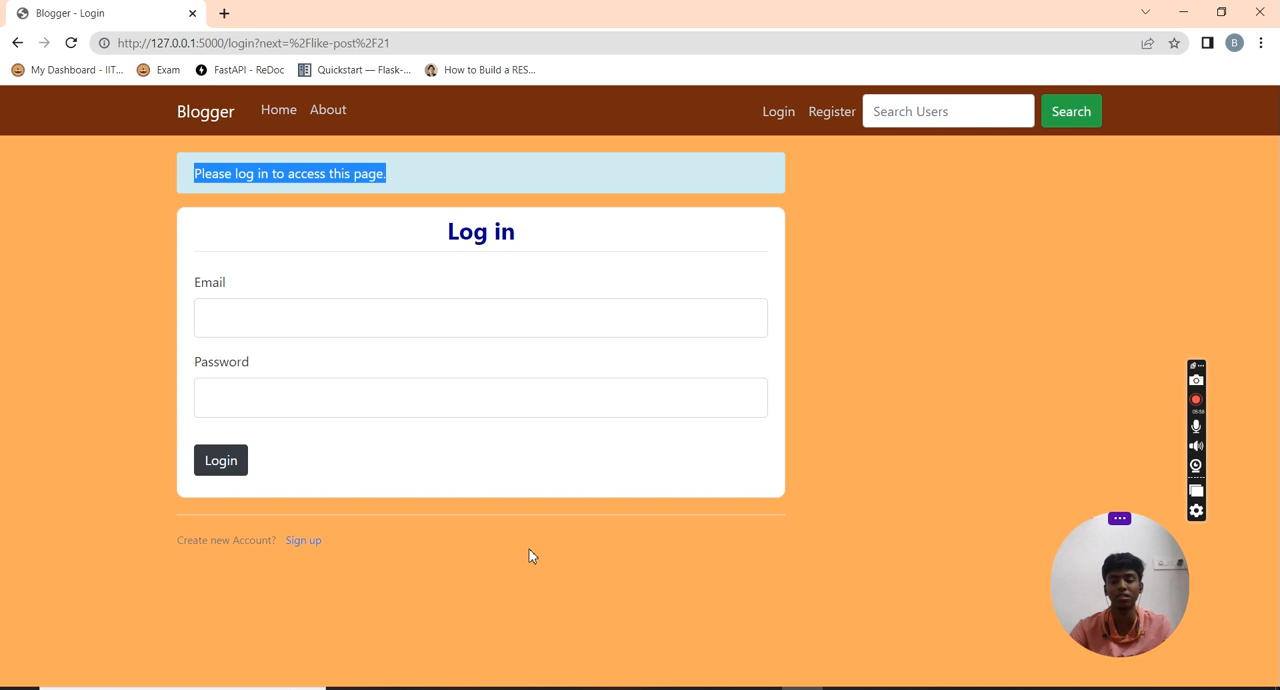 Blogger - Login
http://127.0.0.1:5000/login?next=%2Flike-post%2F21
B
My Dashboard - IIT...
Exam
FastAPI - ReDoc
Quickstart — Flask-...
How to Build a RES...
Blogger
Home
About
Login
Register
Search Users
Search
Please log in to access this page.
Log in
Email
Password
Login
Create new Account? Sign up